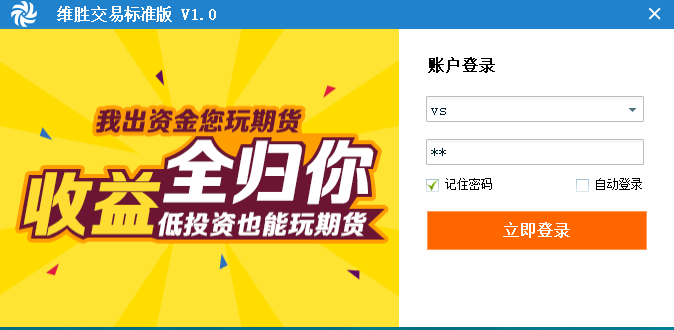 维胜交易标准版 V1.0
我出资金您玩期货
收益全归你
低投资也能玩期货
账户登录
vs
**
记住密码
自动登录
立即登录